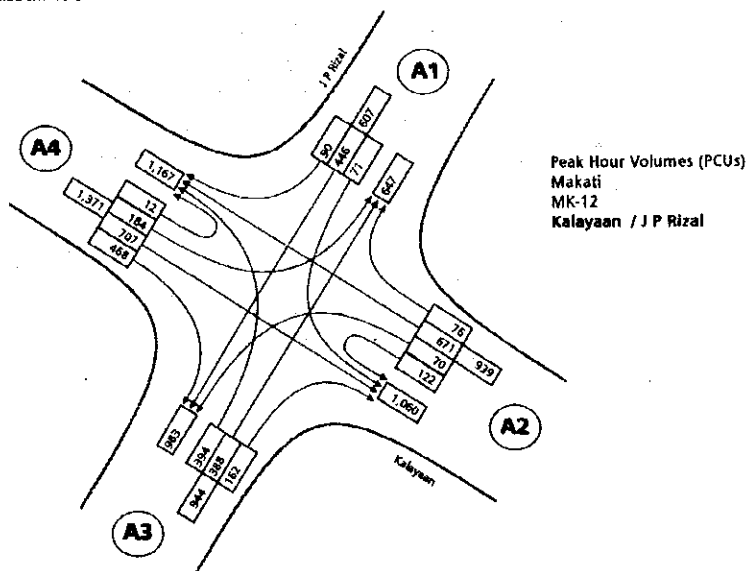 J P Rizal
A1
607
90
446
71
A4
1,167
647
1,371
12
184
707
468
Peak Hour Volumes (PCUs)
Makati
MK-12
Kalayaan / J P Rizal
76
671
70
122
939
1,060
A2
983
394
388
162
944
Kalayaan
A3